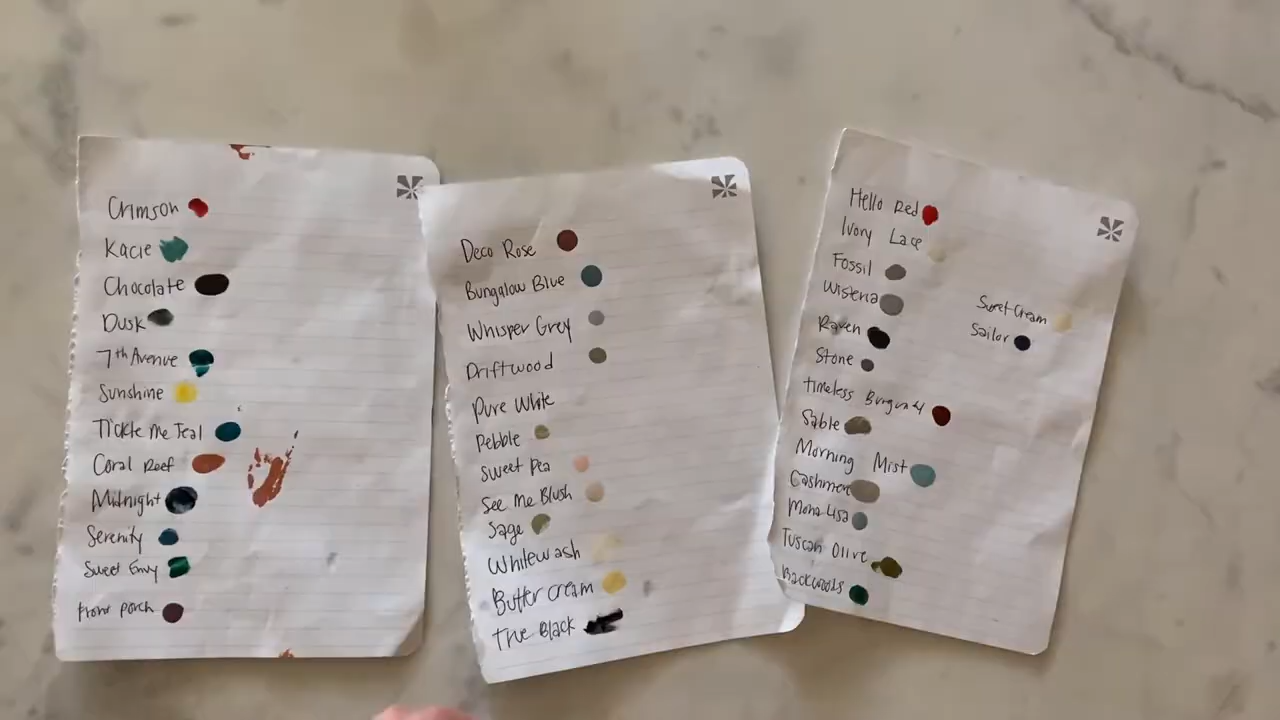 Crimson
Kacie
Chocolate
Dusk
7th Avenue
Sunshine
Tickle Me Teal
Coral Reef
Midnight
Serenity
Sweet Envy
Front porch
Deco Rose
Bungalow Blue
Whisper Grey
Driftwood
Pure White
Pebble
Sweet Pea
See Me Blush
Sage
Whitewash
Butter cream
True Black
Hello Red
Ivory Lace
Fossil
Wisteria
Raven
Stone
Timeless Burgundy
Sable
Morning Mist
Cashmere
Mona Lisa
Tuscan Olive
Backwoods
Sweet Cream
Sailor